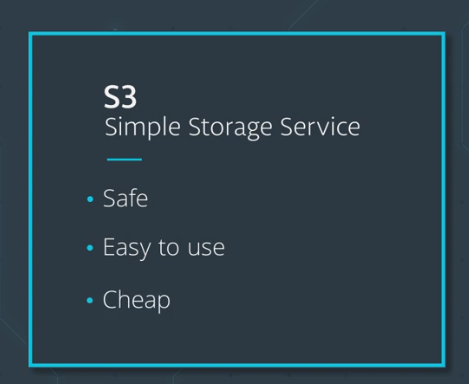 S3
Simple Storage Service
• Safe
• Easy to use
• Cheap